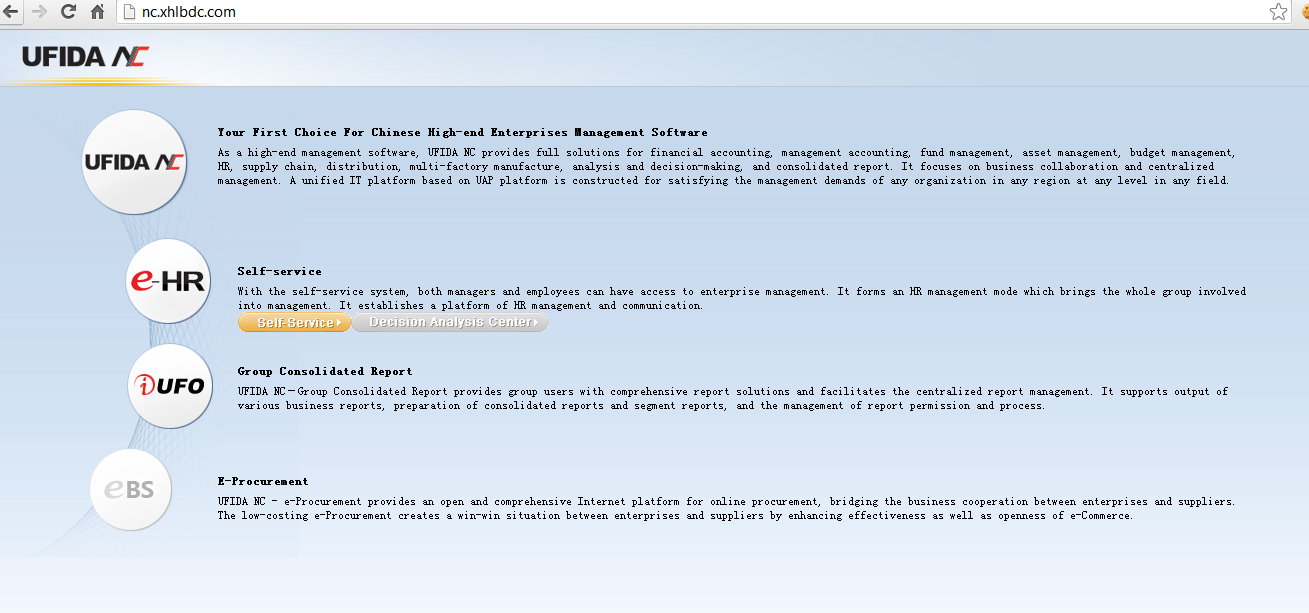 nc.xhlbdc.com
UFIDA NC
Your First Choice For Chinese High-end Enterprises Management Software
As a high-end management software, UFIDA NC provides full solutions for financial accounting, management accounting, fund management, asset management, budget management,
HR, supply chain, distribution, multi-factory manufacture, analysis and decision-making, and consolidated report. It focuses on business collaboration and centralized
management. A unified IT platform based on UAP platform is constructed for satisfying the management demands of any organization in any region at any level in any field.
UFIDA NC
e-HR
Self-service
With the self-service system, both managers and employees can have access to enterprise management. It forms an HR management mode which brings the whole group involved
into management. It establishes a platform of HR management and communication.
Self-Service
Decision Analysis Center
iUFO
Group Consolidated Report
UFIDA NC－Group Consolidated Report provides group users with comprehensive report solutions and facilitates the centralized report management. It supports output of
various business reports, preparation of consolidated reports and segment reports, and the management of report permission and process.
eBS
E-Procurement
UFIDA NC - e-Procurement provides an open and comprehensive Internet platform for online procurement, bridging the business cooperation between enterprises and suppliers.
The low-costing e-Procurement creates a win-win situation between enterprises and suppliers by enhancing effectiveness as well as openness of e-Commerce.